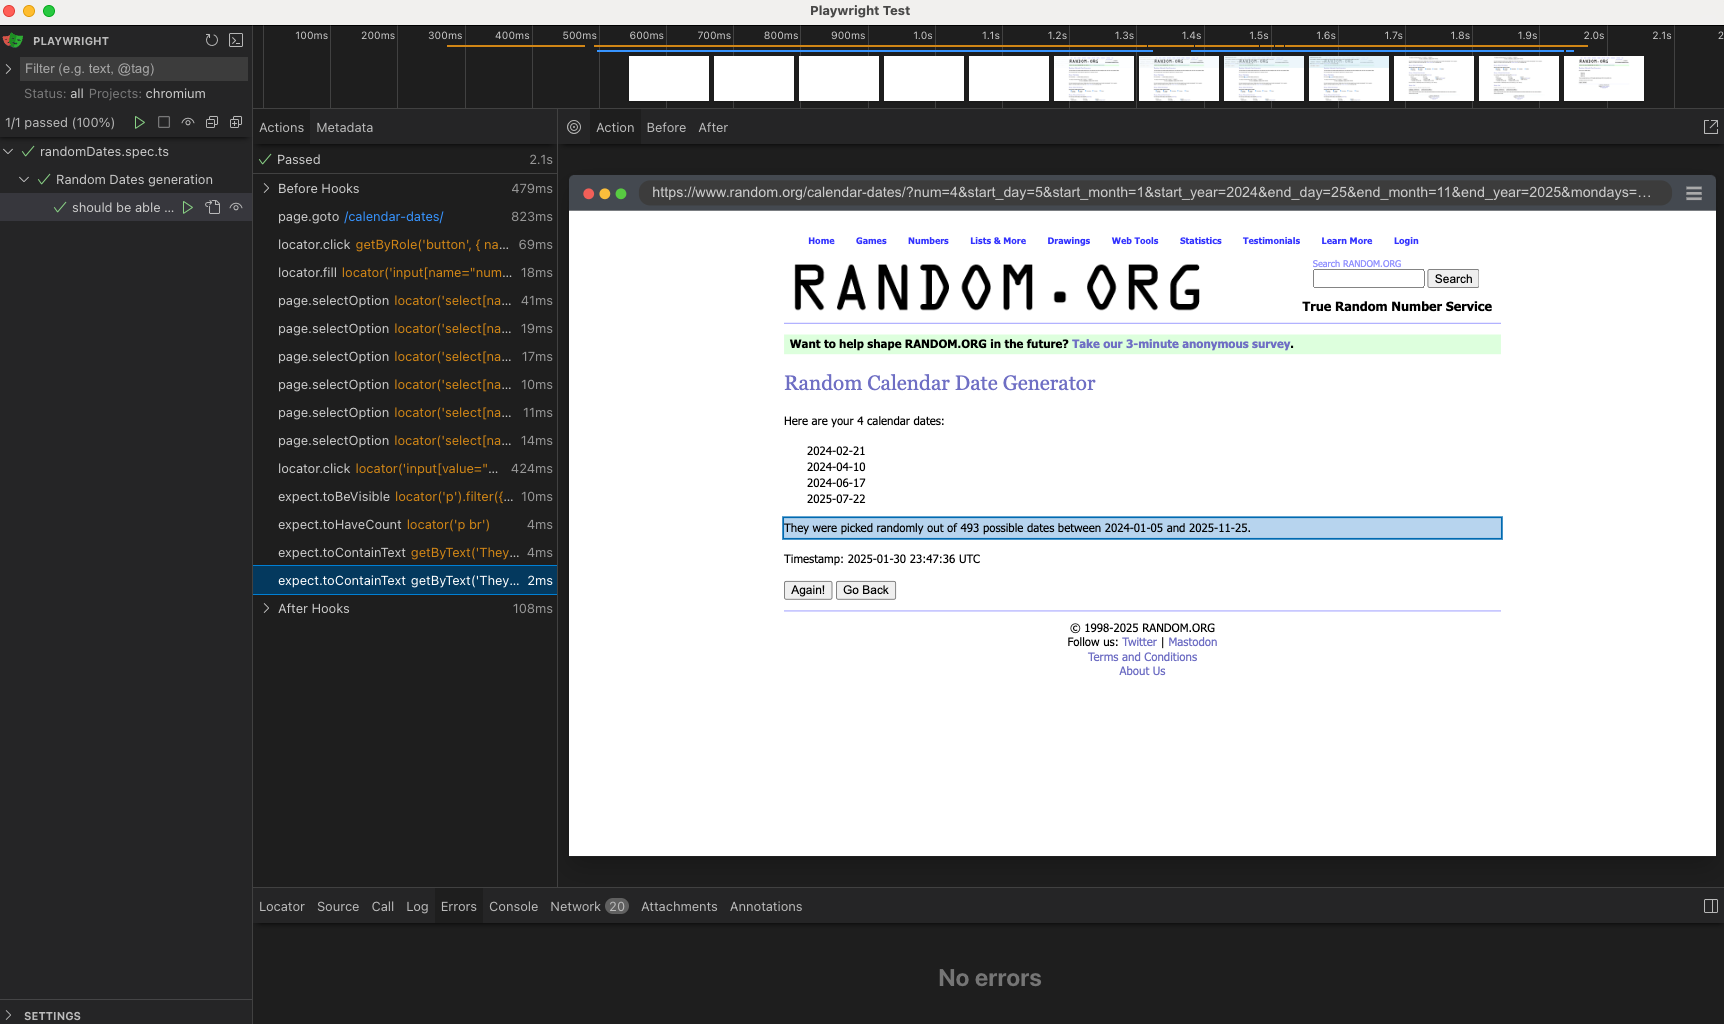 Playwright Test
PLAYWRIGHT
Filter (e.g. text, @tag)
Status: all Projects: chromium
1/1 passed (100%)
randomDates.spec.ts
Random Dates generation
should be able ...
SETTINGS
100ms 200ms 300ms 400ms 500ms 600ms 700ms 800ms 900ms 1.0s 1.1s 1.2s 1.3s 1.4s 1.5s 1.6s 1.7s 1.8s 1.9s 2.0s 2.1s 2
Actions Metadata
Passed 2.1s
Before Hooks 479ms
page.goto /calendar-dates/ 823ms
locator.click getByRole('button', { na... 69ms
locator.fill locator('input[name="num... 18ms
page.selectOption locator('select[na... 41ms
page.selectOption locator('select[na... 19ms
page.selectOption locator('select[na... 17ms
page.selectOption locator('select[na... 10ms
page.selectOption locator('select[na... 11ms
page.selectOption locator('select[na... 14ms
locator.click locator('input[value="... 424ms
expect.toBeVisible locator('p').filter({... 10ms
expect.toHaveCount locator('p br') 4ms
expect.toContainText getByText('They... 4ms
expect.toContainText getByText('They... 2ms
After Hooks 108ms
Action Before After
https://www.random.org/calendar-dates/?num=4&start_day=5&start_month=1&start_year=2024&end_day=25&end_month=11&end_year=2025&mondays=...
Home Games Numbers Lists & More Drawings Web Tools Statistics Testimonials Learn More Login
RANDOM.ORG
Search RANDOM.ORG
Search
True Random Number Service
Want to help shape RANDOM.ORG in the future? Take our 3-minute anonymous survey.
Random Calendar Date Generator
Here are your 4 calendar dates:
2024-02-21
2024-04-10
2024-06-17
2025-07-22
They were picked randomly out of 493 possible dates between 2024-01-05 and 2025-11-25.
Timestamp: 2025-01-30 23:47:36 UTC
Again! Go Back
© 1998-2025 RANDOM.ORG
Follow us: Twitter | Mastodon
Terms and Conditions
About Us
Locator Source Call Log Errors Console Network 20 Attachments Annotations
No errors